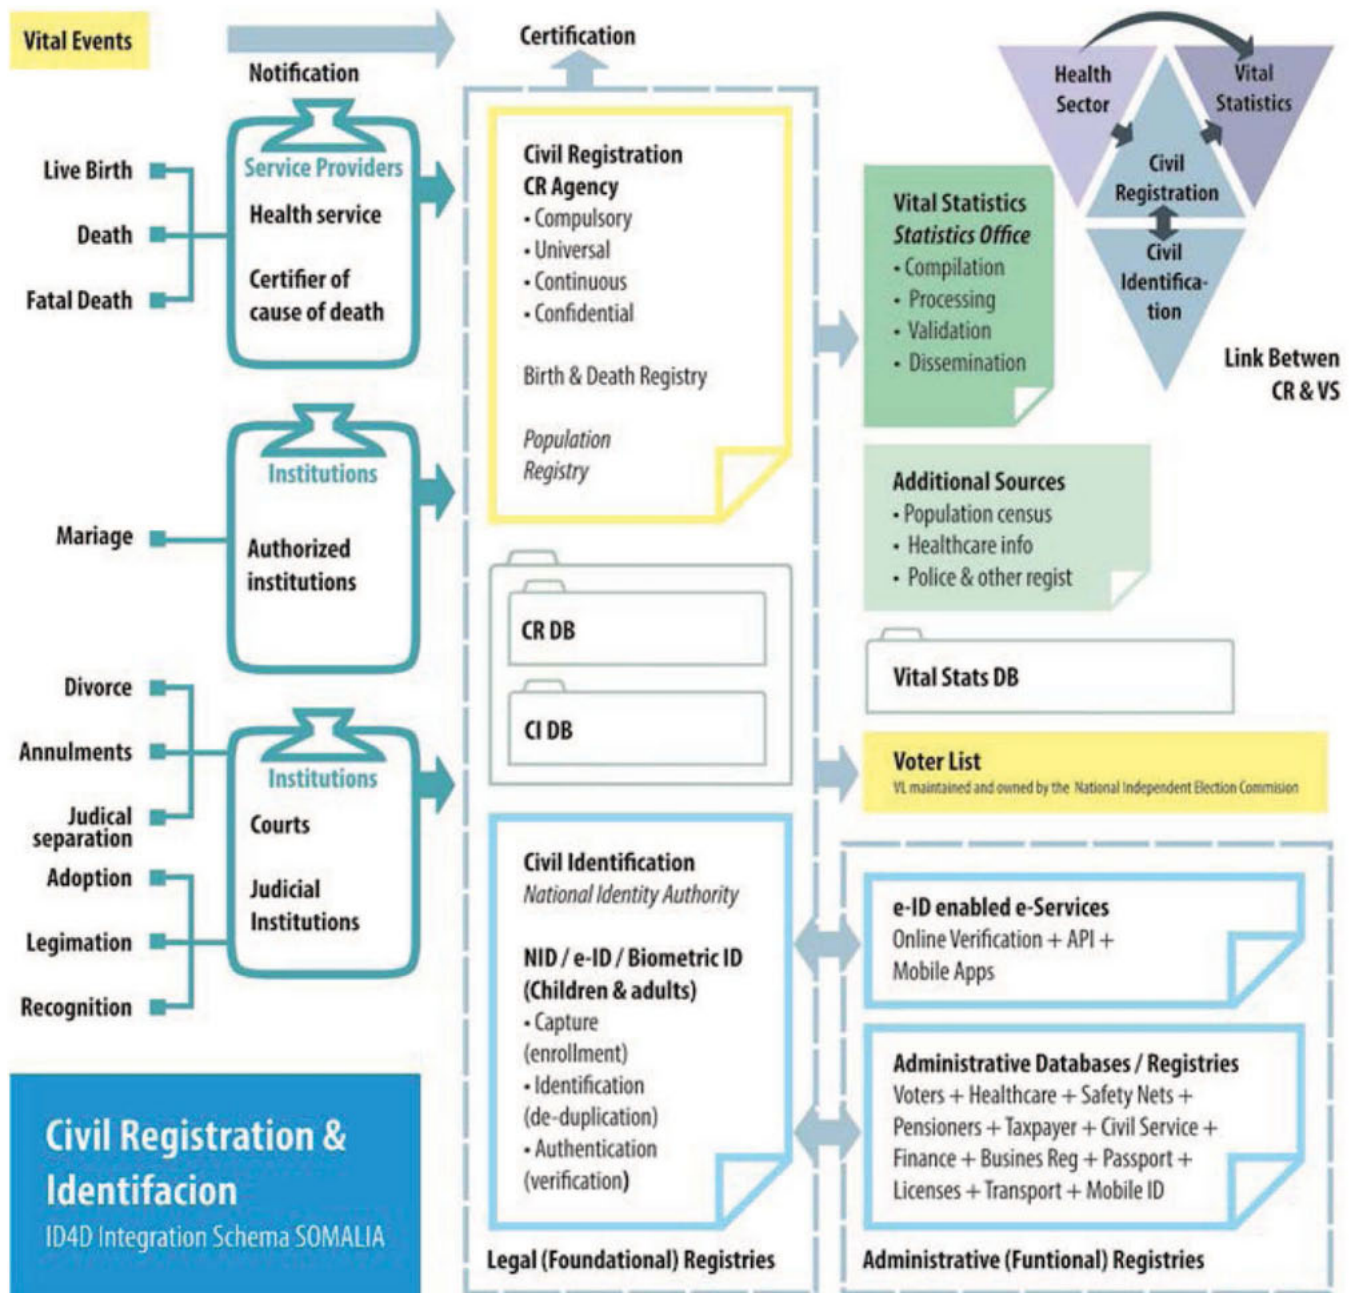 Vital Events
Notification
Live Birth
Death
Fatal Death
Service Providers
Health service
Certifier of
cause of death
Mariage
Institutions
Authorized
institutions
Divorce
Annulments
Judical
separation
Adoption
Legimation
Recognition
Institutions
Courts
Judicial
Institutions
Civil Registration &
Identifacion
ID4D Integration Schema SOMALIA
Certification
Civil Registration
CR Agency
• Compulsory
• Universal
• Continuous
• Confidential
Birth & Death Registry
Population
Registry
CR DB
CI DB
Civil Identification
National Identity Authority
NID / e-ID / Biometric ID
(Children & adults)
• Capture
(enrollment)
• Identification
(de-duplication)
• Authentication
(verification)
Legal (Foundational) Registries
Health
Sector
Vital
Statistics
Civil
Registration
Civil
Identifica-
tion
Link Betwen
CR & VS
Vital Statistics
Statistics Office
• Compilation
• Processing
• Validation
• Dissemination
Additional Sources
• Population census
• Healthcare info
• Police & other regist
Vital Stats DB
Voter List
VL maintained and owned by the National Independent Election Commision
e-ID enabled e-Services
Online Verification + API +
Mobile Apps
Administrative Databases / Registries
Voters + Healthcare + Safety Nets +
Pensioners + Taxpayer + Civil Service +
Finance + Busines Reg + Passport +
Licenses + Transport + Mobile ID
Administrative (Funtional) Registries